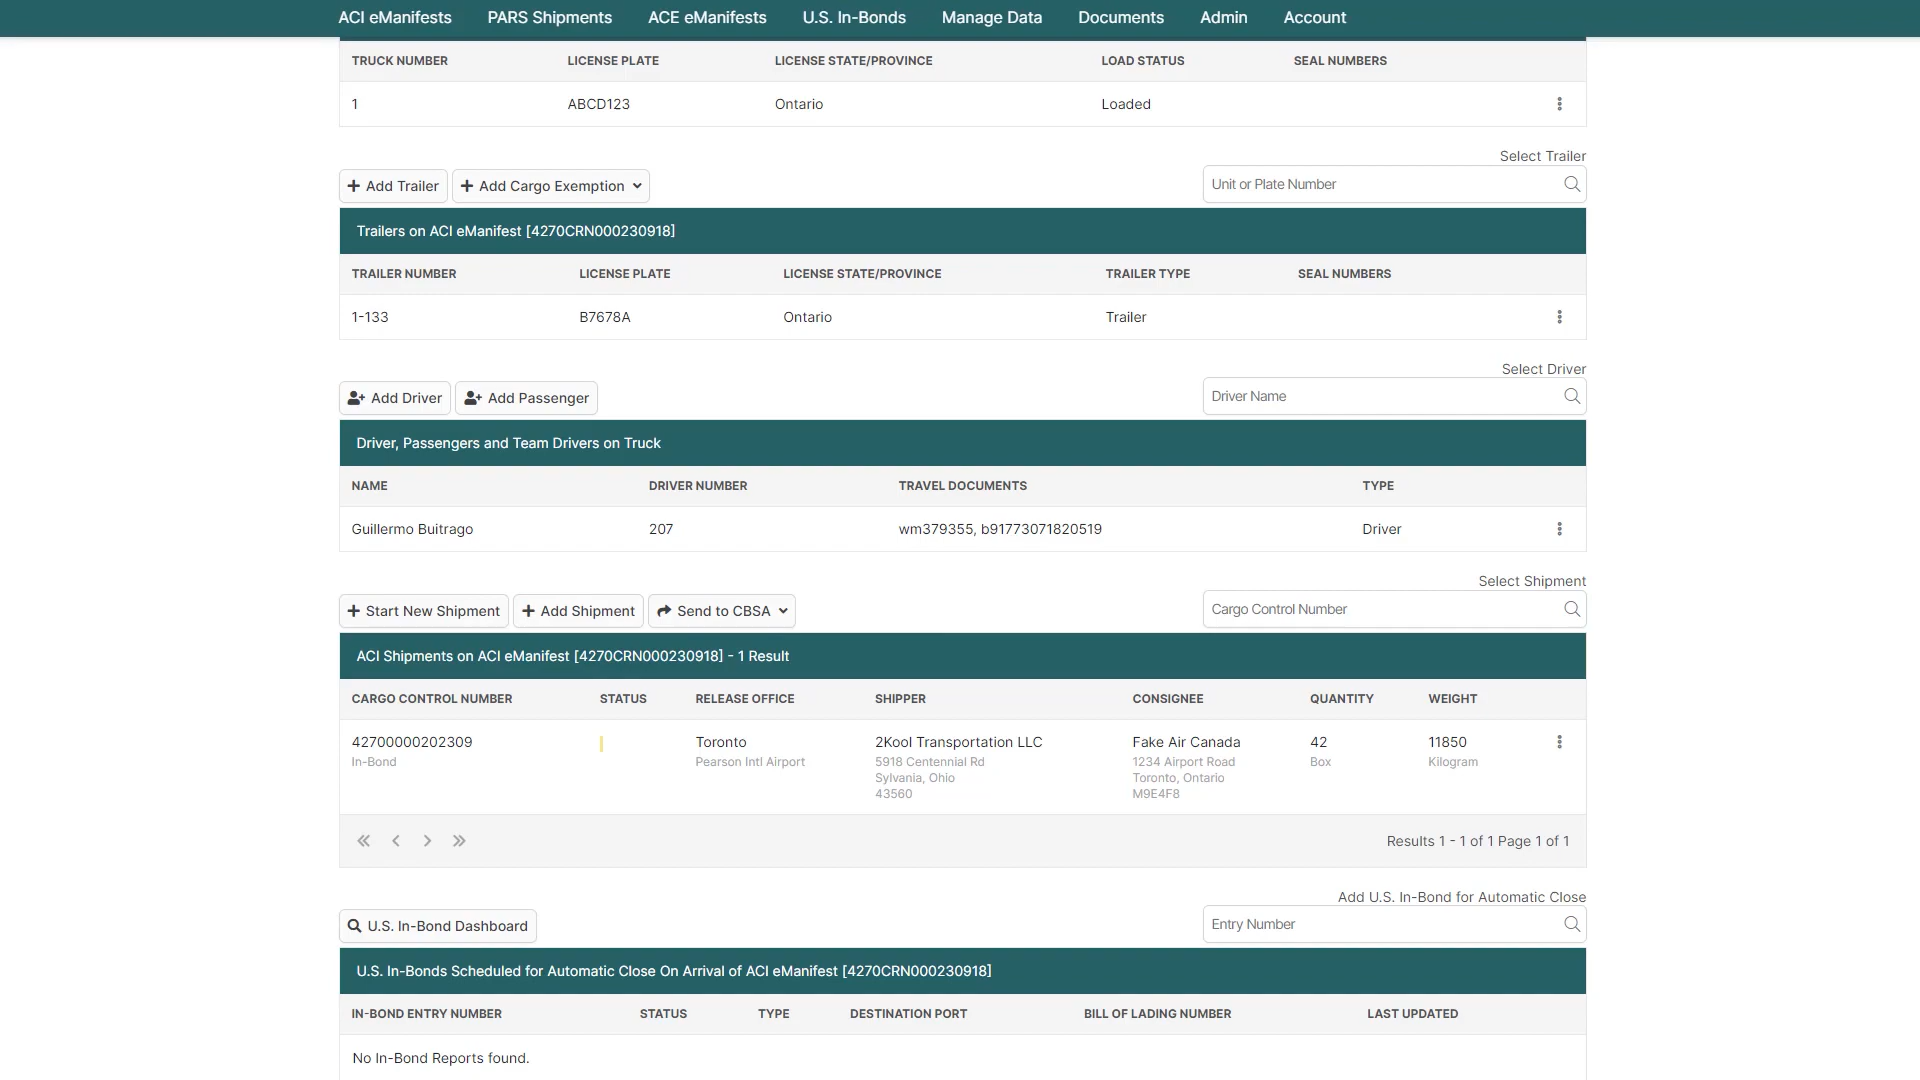 ACI eManifests PARS Shipments ACE eManifests U.S. In-Bonds Manage Data Documents Admin Account
TRUCK NUMBER LICENSE PLATE LICENSE STATE/PROVINCE LOAD STATUS SEAL NUMBERS
1 ABCD123 Ontario Loaded
Select Trailer
Add Trailer Add Cargo Exemption Unit or Plate Number
Trailers on ACI eManifest [4270CRN000230918]
TRAILER NUMBER LICENSE PLATE LICENSE STATE/PROVINCE TRAILER TYPE SEAL NUMBERS
1-133 B7678A Ontario Trailer
Select Driver
Add Driver Add Passenger Driver Name
Driver, Passengers and Team Drivers on Truck
NAME DRIVER NUMBER TRAVEL DOCUMENTS TYPE
Guillermo Buitrago 207 wm379355, b91773071820519 Driver
Select Shipment
Start New Shipment Add Shipment Send to CBSA Cargo Control Number
ACI Shipments on ACI eManifest [4270CRN000230918] - 1 Result
CARGO CONTROL NUMBER STATUS RELEASE OFFICE SHIPPER CONSIGNEE QUANTITY WEIGHT
42700000202309 Toronto 2Kool Transportation LLC Fake Air Canada 42 11850
In-Bond Pearson Intl Airport 5918 Centennial Rd 1234 Airport Road Box Kilogram
Sylvania, Ohio Toronto, Ontario
43560 M9E4F8
Results 1 - 1 of 1 Page 1 of 1
Add U.S. In-Bond for Automatic Close
U.S. In-Bond Dashboard Entry Number
U.S. In-Bonds Scheduled for Automatic Close On Arrival of ACI eManifest [4270CRN000230918]
IN-BOND ENTRY NUMBER STATUS TYPE DESTINATION PORT BILL OF LADING NUMBER LAST UPDATED
No In-Bond Reports found.